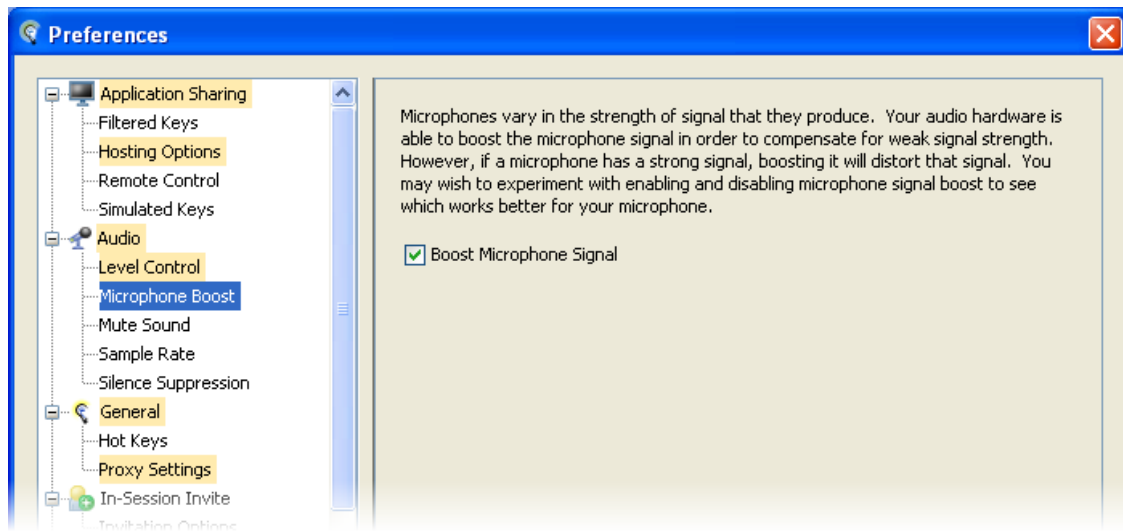 Preferences
Application Sharing
Filtered Keys
Hosting Options
Remote Control
Simulated Keys
Audio
Level Control
Microphone Boost
Mute Sound
Sample Rate
Silence Suppression
General
Hot Keys
Proxy Settings
In-Session Invite
Invitation Options
Microphones vary in the strength of signal that they produce.  Your audio hardware is
able to boost the microphone signal in order to compensate for weak signal strength.
However, if a microphone has a strong signal, boosting it will distort that signal.  You
may wish to experiment with enabling and disabling microphone signal boost to see
which works better for your microphone.
Boost Microphone Signal